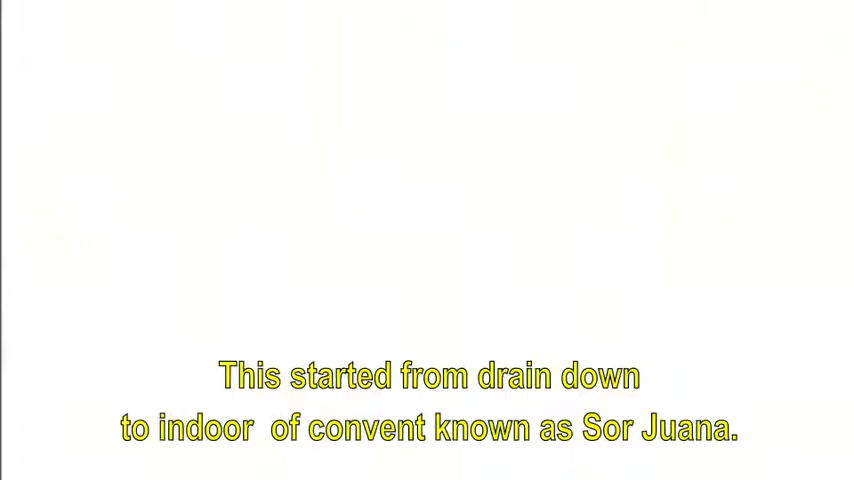 This started from drain down
to indoor  of convent known as Sor Juana.